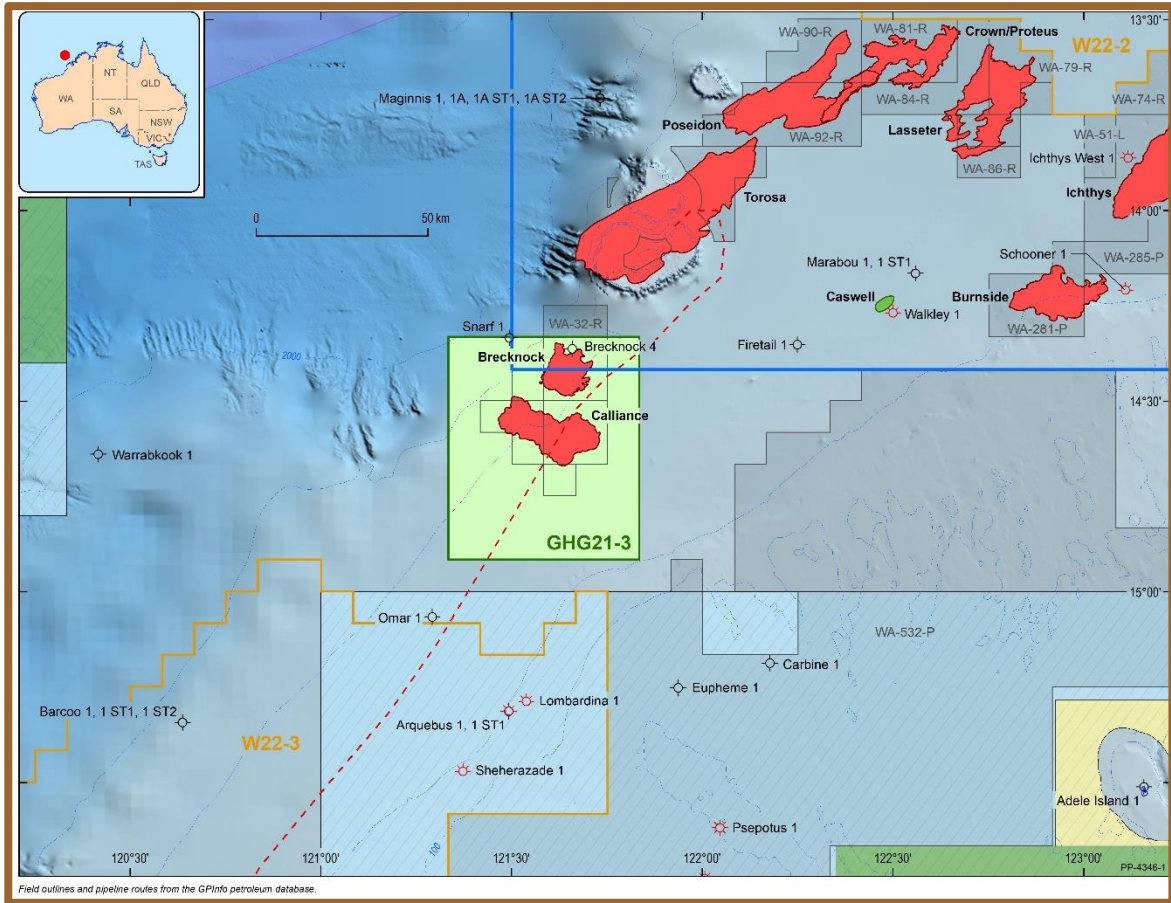 NT
QLD
WA
SA
NSW
VIC
TAS
13°30'
WA-90-R
WA-81-R
Crown/Proteus
W22-2
WA-79-R
Maginnis 1, 1A, 1A ST1, 1A ST2
WA-84-R
WA-74-R
Poseidon
WA-92-R
Lasseter
WA-51-L
Ichthys West 1
WA-86-R
Torosa
Ichthys
0
50 km
14°00'
Marabou 1, 1 ST1
Schooner 1
WA-285-P
Caswell
Burnside
Walkley 1
WA-32-R
WA-281-P
Snarf 1
Brecknock
Brecknock 4
Firetail 1
2000
14°30'
Calliance
Warrabkook 1
GHG21-3
15°00'
Omar 1
WA-532-P
Carbine 1
Eupheme 1
Lombardina 1
Barcoo 1, 1 ST1, 1 ST2
Arquebus 1, 1 ST1
W22-3
Sheherazade 1
Adele Island 1
Psepotus 1
100
120°30'
121°00'
121°30'
122°00'
122°30'
123°00'
PP-4346-1
Field outlines and pipeline routes from the GPInfo petroleum database.